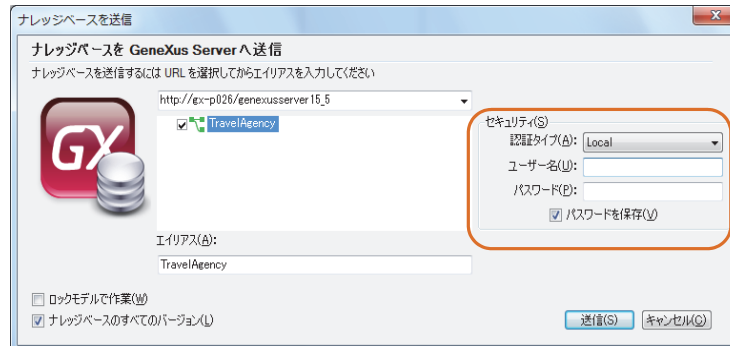 ナレッジベースを送信
ナレッジベースを GeneXus Server へ送信
ナレッジベースを送信するには URL を選択してからエイリアスを入力してください
GX
http://gx-p026/genexusserver15_5
TravelAgency
エイリアス(A):
TravelAgency
セキュリティ(S)
認証タイプ(A): Local
ユーザー名(U):
パスワード(P):
パスワードを保存(V)
ロックモデルで作業(W)
ナレッジベースのすべてのバージョン(L)
送信(S) キャンセル(C)